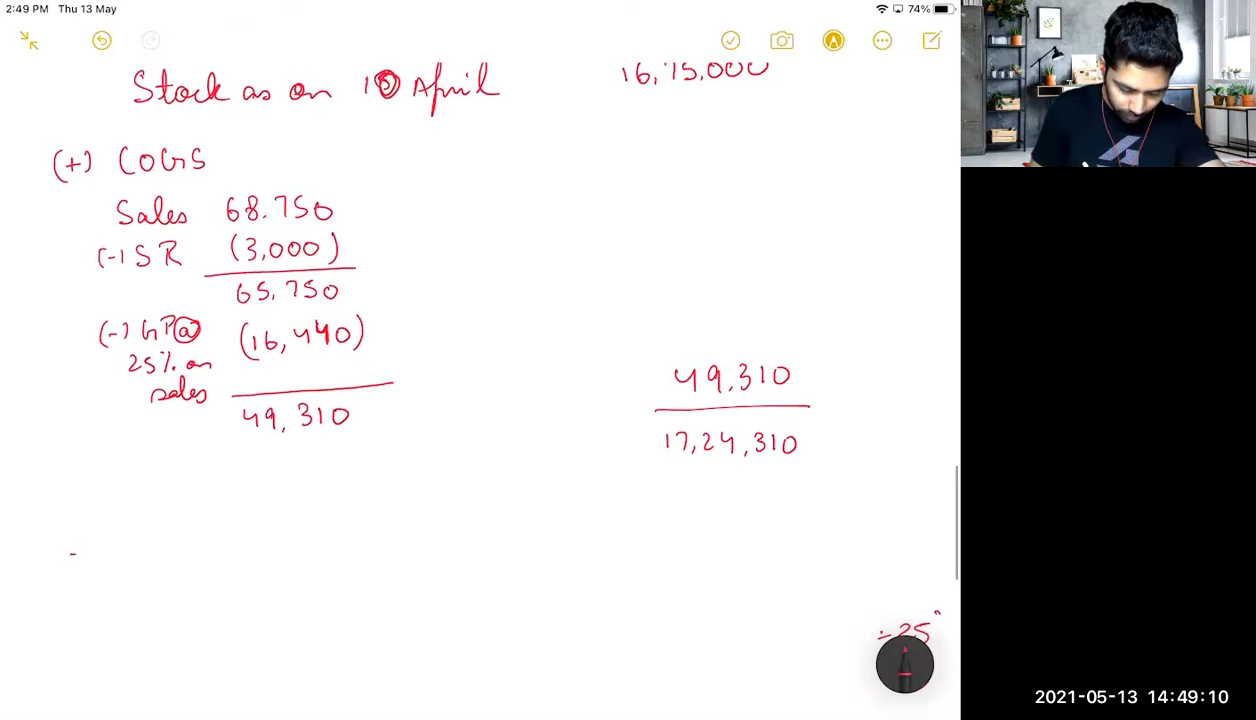 2:49 PM Thu 13 May
74%
Stock as on 10 April 16,75,000
(+) COGS
Sales 68.750
(-) SR (3,000)
65,750
(-) GP@ (16,440)
25% on
sales
49,310
49,310
17,24,310
÷25
2021-05-13 14:49:10